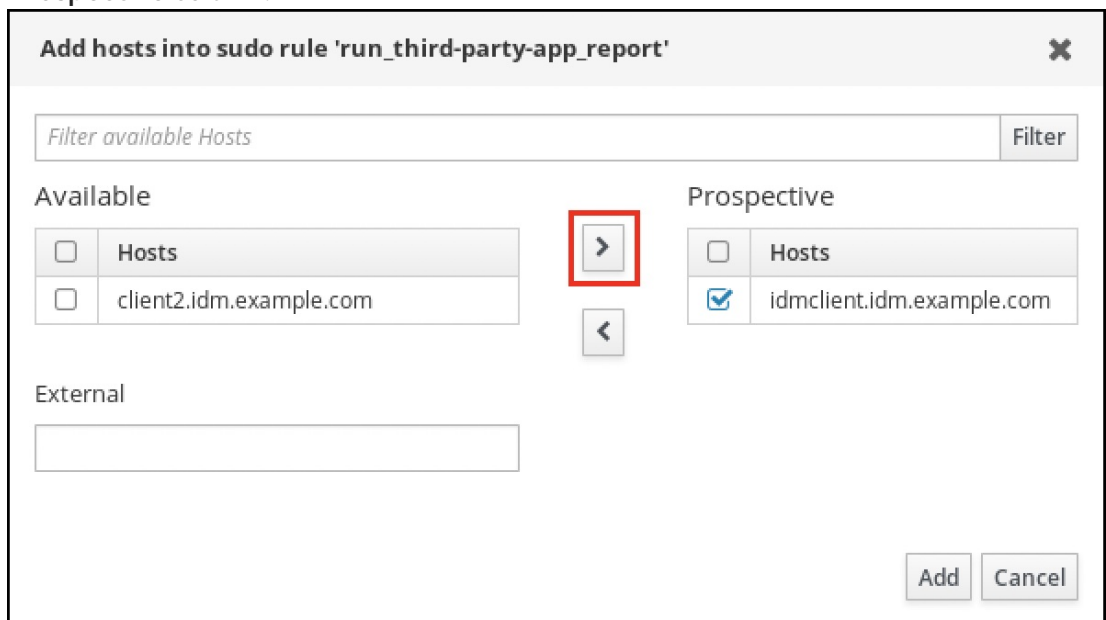 Add hosts into sudo rule 'run_third-party-app_report'
Filter available Hosts
Filter
Available
Prospective
Hosts
Hosts
client2.idm.example.com
idmclient.idm.example.com
External
Add
Cancel